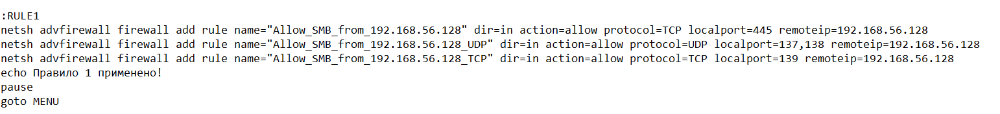 :RULE1
netsh advfirewall firewall add rule name="Allow_SMB_from_192.168.56.128" dir=in action=allow protocol=TCP localport=445 remoteip=192.168.56.128
netsh advfirewall firewall add rule name="Allow_SMB_from_192.168.56.128_UDP" dir=in action=allow protocol=UDP localport=137,138 remoteip=192.168.56.128
netsh advfirewall firewall add rule name="Allow_SMB_from_192.168.56.128_TCP" dir=in action=allow protocol=TCP localport=139 remoteip=192.168.56.128
echo Правило 1 применено!
pause
goto MENU